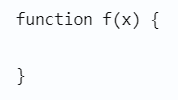 function f(x) {
}